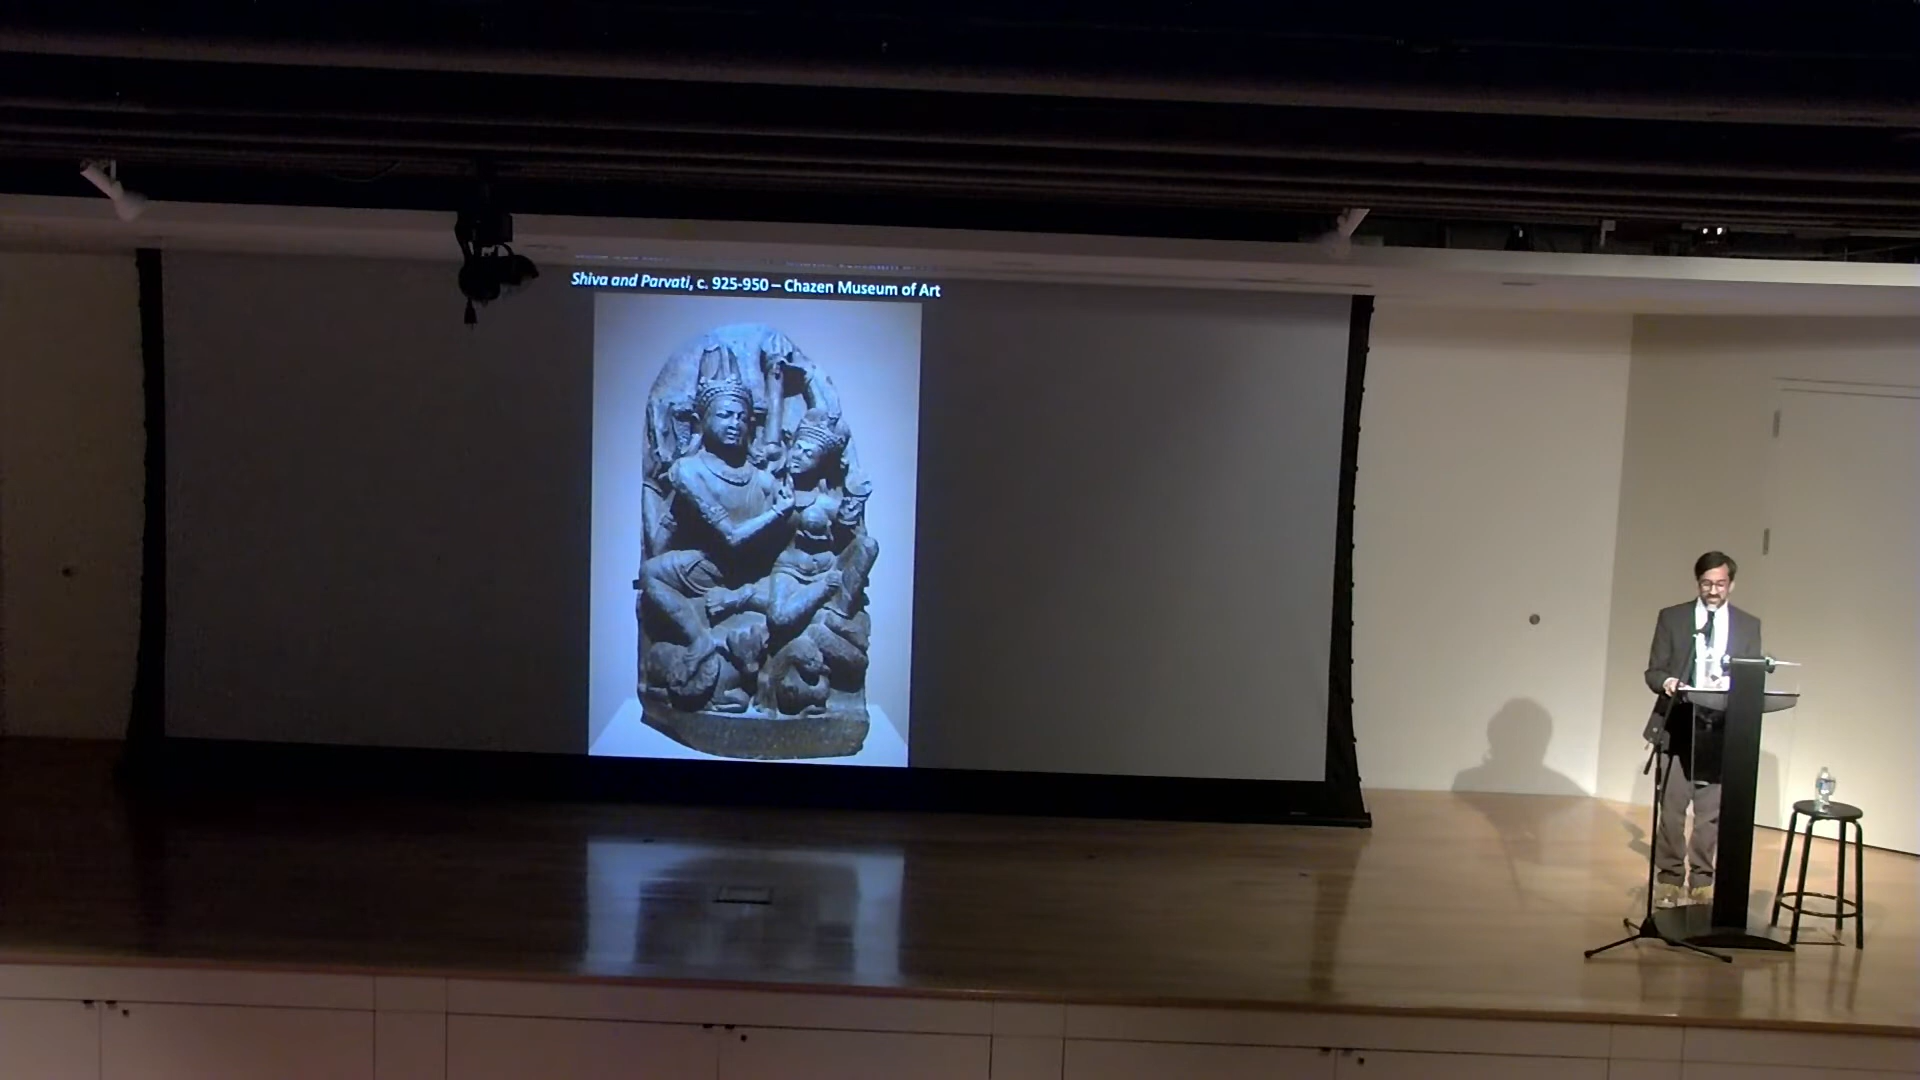 Shiva and Parvati, c. 925-950 – Chazen Museum of Art